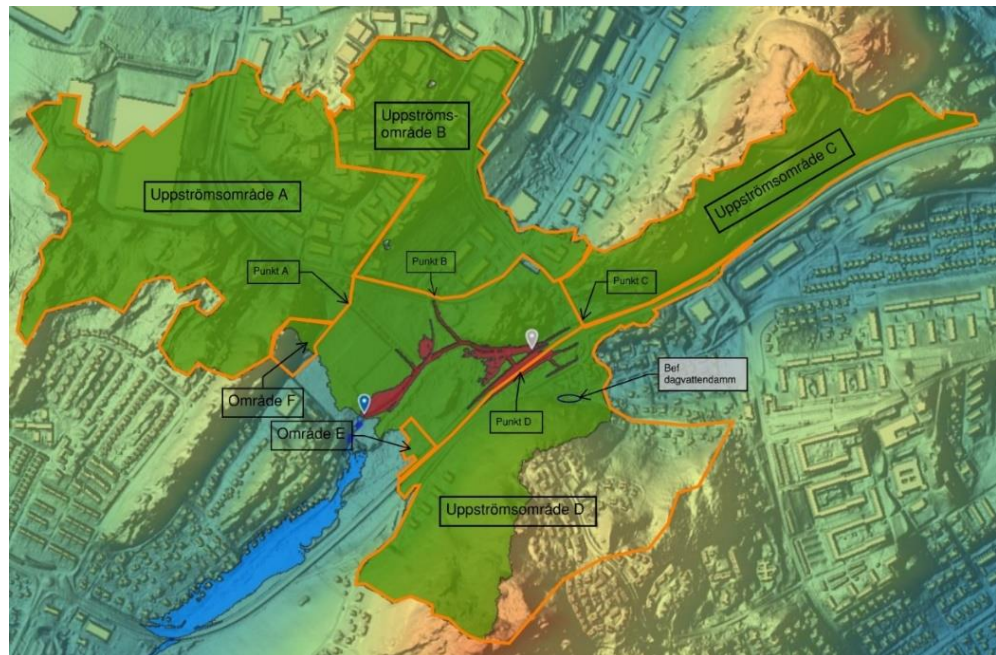 Uppströms-
område B
Uppströmsområde C
Uppströmsområde A
Punkt B
Punkt A
Punkt C
Bef
dagvattendamm
Område F
Punkt D
Område E
Uppströmsområde D